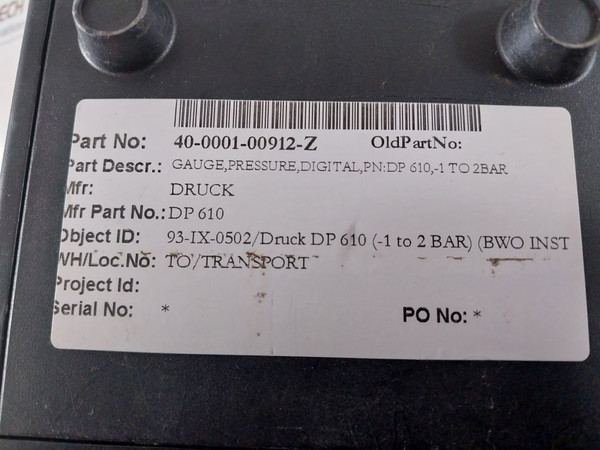 ECH
Part No: 40-0001-00912-Z OldPartNo:
Part Descr.: GAUGE,PRESSURE,DIGITAL,PN:DP 610,-1 TO 2BAR
Mfr: DRUCK
Mfr Part No.: DP 610
Object ID: 93-IX-0502/Druck DP 610 (-1 to 2 BAR) (BWO INST
WH/Loc.No: TO/TRANSPORT
Project Id:
Serial No: * PO No: *